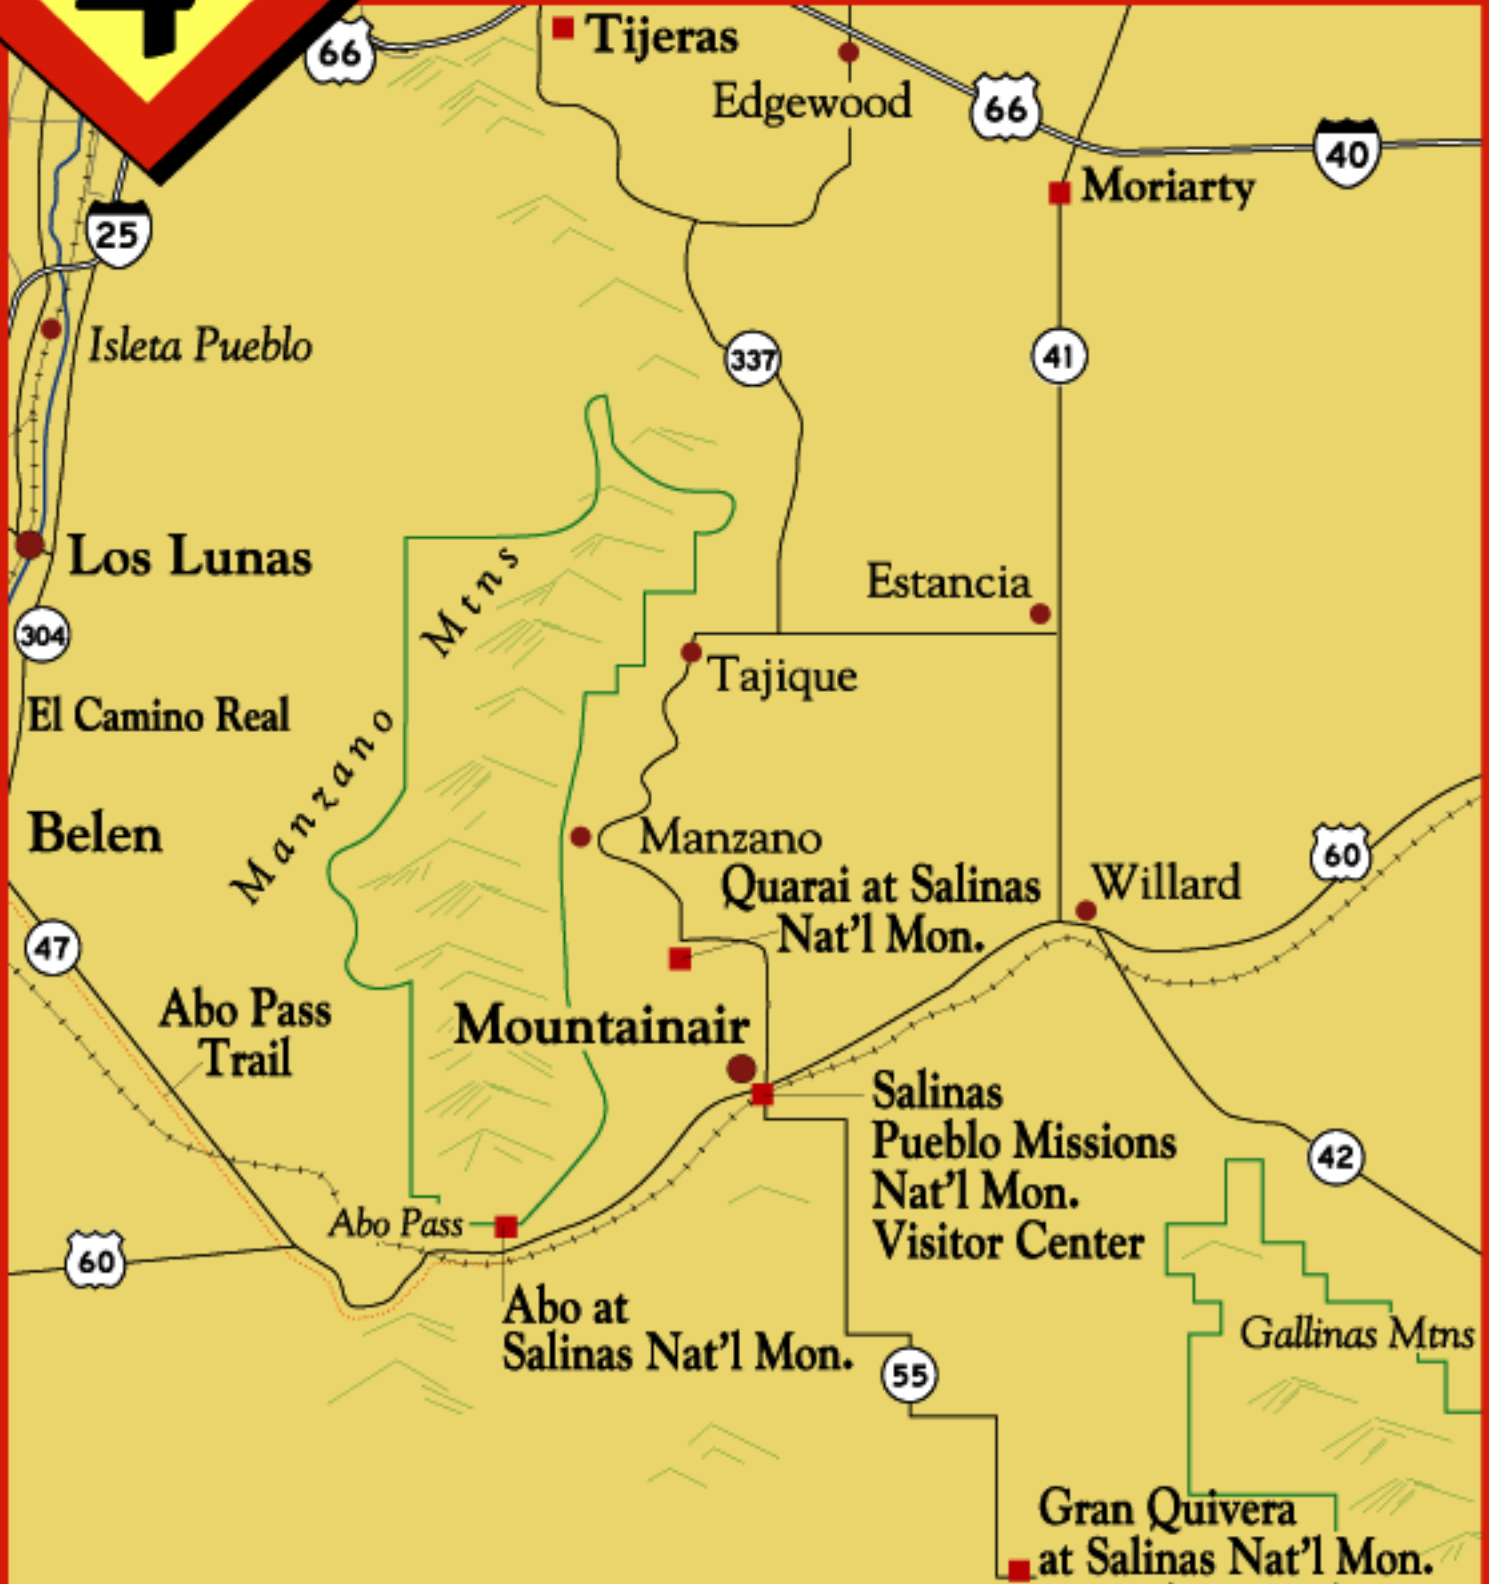 4
66
Tijeras
Edgewood
66
40
Moriarty
25
Isleta Pueblo
337
41
Los Lunas
Mtns
Estancia
304
Tajique
El Camino Real
Manzano
Belen
Manzano
60
Quarai at Salinas
Nat'l Mon.
Willard
47
Abo Pass
Trail
Mountainair
Salinas
Pueblo Missions
Nat'l Mon.
Visitor Center
42
Abo Pass
60
Abo at
Salinas Nat'l Mon.
Gallinas Mtns
55
Gran Quivera
at Salinas Nat'l Mon.